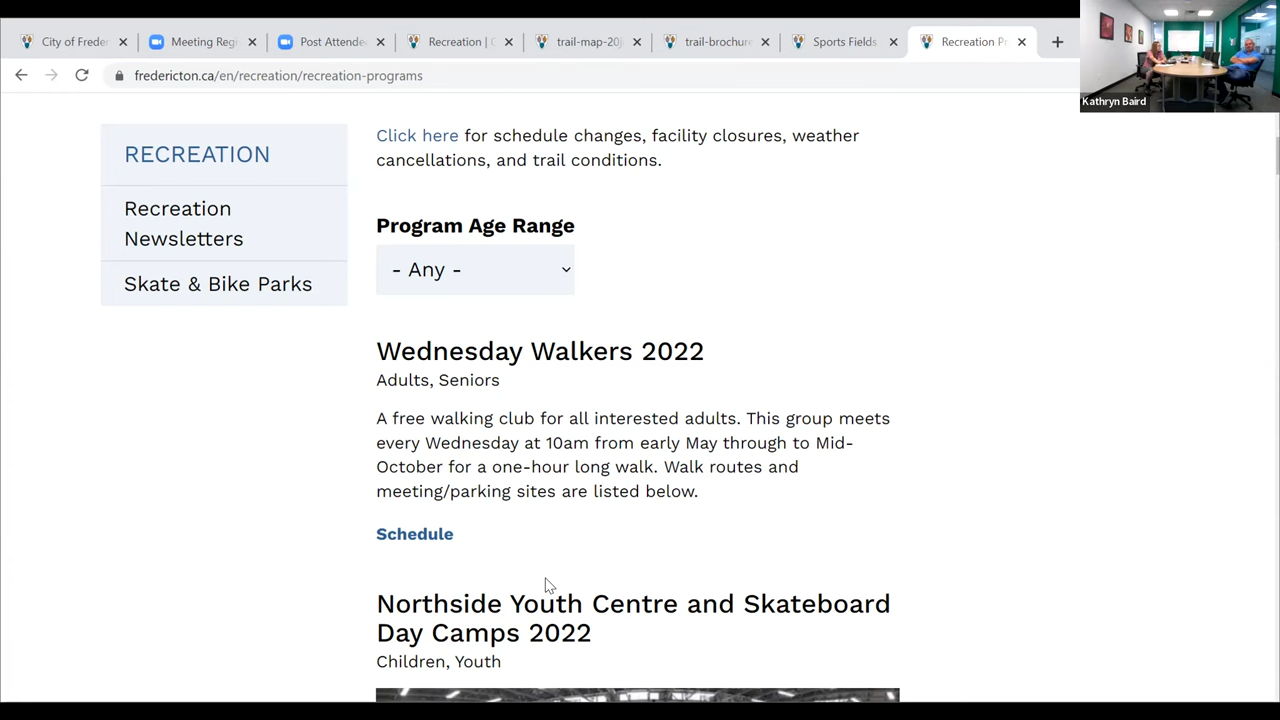 City of Freder
Meeting Reg
Post Attende
Recreation
trail-map-20
trail-brochure
Sports Fields
Recreation Pr
fredericton.ca/en/recreation/recreation-programs
Kathryn Baird
RECREATION
Recreation
Newsletters
Skate & Bike Parks
Click here for schedule changes, facility closures, weather
cancellations, and trail conditions.
Program Age Range
- Any -
Wednesday Walkers 2022
Adults, Seniors
A free walking club for all interested adults. This group meets
every Wednesday at 10am from early May through to Mid-
October for a one-hour long walk. Walk routes and
meeting/parking sites are listed below.
Schedule
Northside Youth Centre and Skateboard
Day Camps 2022
Children, Youth